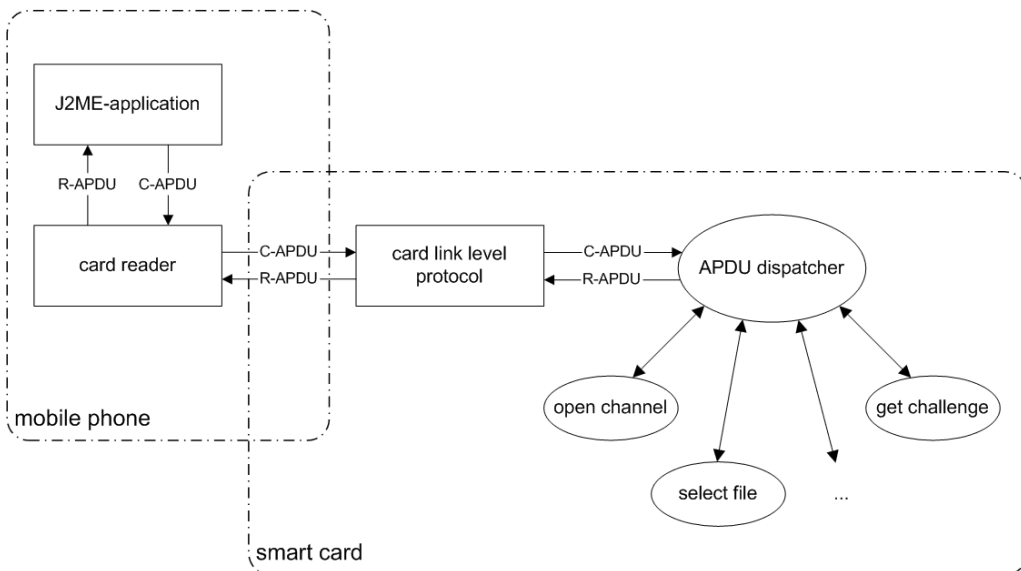 J2ME-application
R-APDU
C-APDU
card reader
C-APDU
R-APDU
card link level
protocol
C-APDU
R-APDU
APDU dispatcher
open channel
get challenge
select file
...
mobile phone
smart card